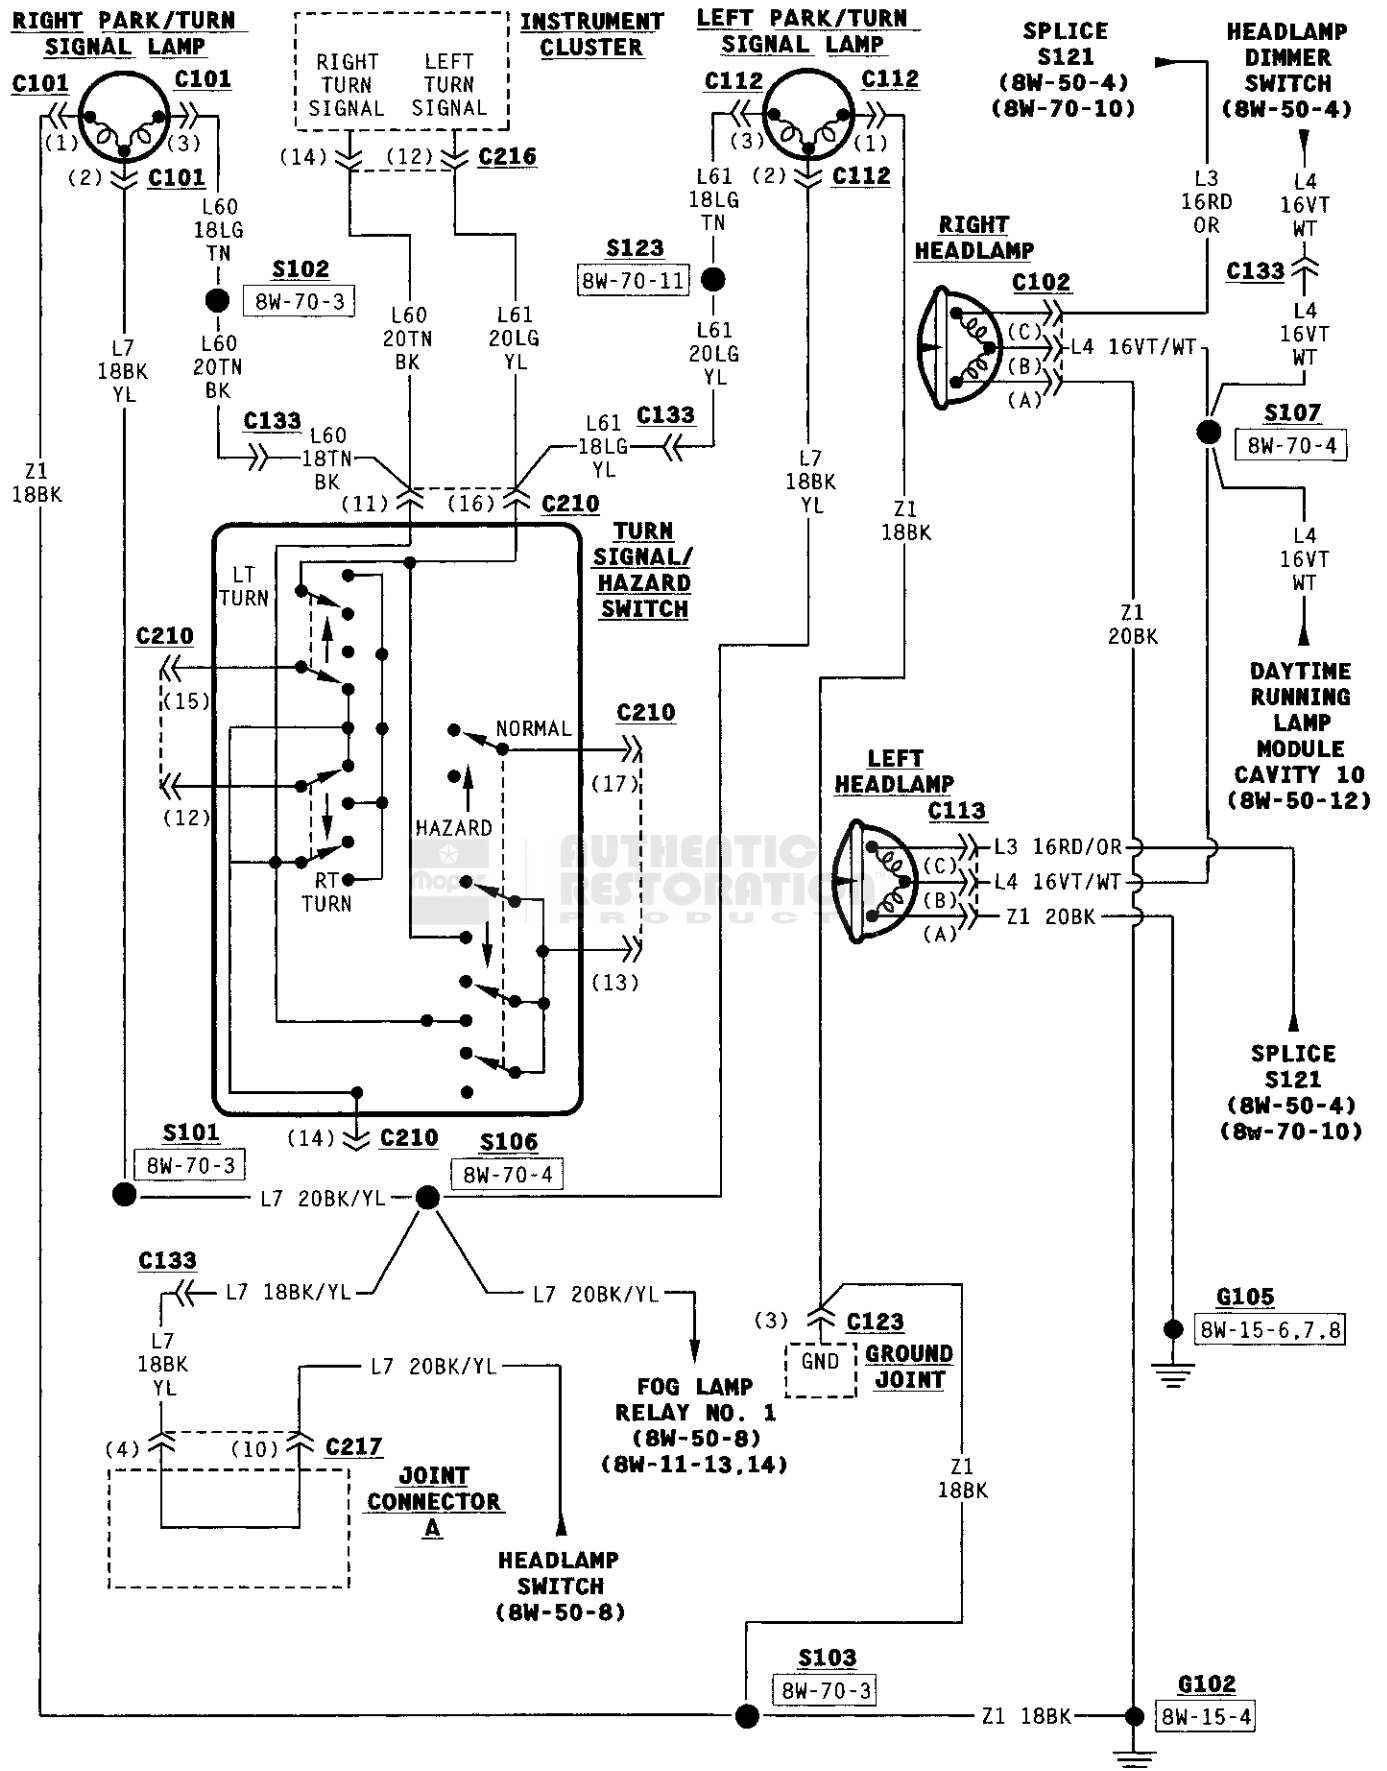 RIGHT PARK/TURN
SIGNAL LAMP
C101
C101
(1)
(3)
(2)
C101
INSTRUMENT
CLUSTER
RIGHT
TURN
SIGNAL
LEFT
TURN
SIGNAL
(14)
(12)
C216
LEFT PARK/TURN
SIGNAL LAMP
C112
C112
(3)
(1)
(2)
C112
SPLICE
S121
(8W-50-4)
(8W-70-10)
HEADLAMP
DIMMER
SWITCH
(8W-50-4)
L60
18LG
TN
S102
8W-70-3
L60
20TN
BK
L7
18BK
YL
L60
20TN
BK
L61
20LG
YL
L61
18LG
TN
S123
8W-70-11
L61
20LG
YL
L3
16RD
OR
L4
16VT
WT
C133
L4
16VT
WT
RIGHT
HEADLAMP
C102
(C)
(B)
(A)
L4 16VT/WT
S107
8W-70-4
C133
L60
18TN
BK
L61
18LG
YL
C133
Z1
18BK
L7
18BK
YL
Z1
18BK
(11)
(16)
C210
TURN
SIGNAL/
HAZARD
SWITCH
L4
16VT
WT
LT
TURN
C210
(15)
(12)
Z1
20BK
DAYTIME
RUNNING
LAMP
MODULE
CAVITY 10
(8W-50-12)
NORMAL
C210
(17)
HAZARD
LEFT
HEADLAMP
C113
(C)
(B)
(A)
L3 16RD/OR
L4 16VT/WT
Z1 20BK
mopar
AUTHENTIC
RESTORATION™
PRODUCT
RT
TURN
(13)
SPLICE
S121
(8W-50-4)
(8W-70-10)
(14)
C210
S101
8W-70-3
S106
8W-70-4
L7 20BK/YL
C133
L7 18BK/YL
L7 20BK/YL
L7
18BK
YL
L7 20BK/YL
(3)
C123
GND
GROUND
JOINT
G105
8W-15-6,7,8
FOG LAMP
RELAY NO. 1
(8W-50-8)
(8W-11-13,14)
(4)
(10)
C217
JOINT
CONNECTOR
A
Z1
18BK
HEADLAMP
SWITCH
(8W-50-8)
S103
8W-70-3
Z1 18BK
G102
8W-15-4